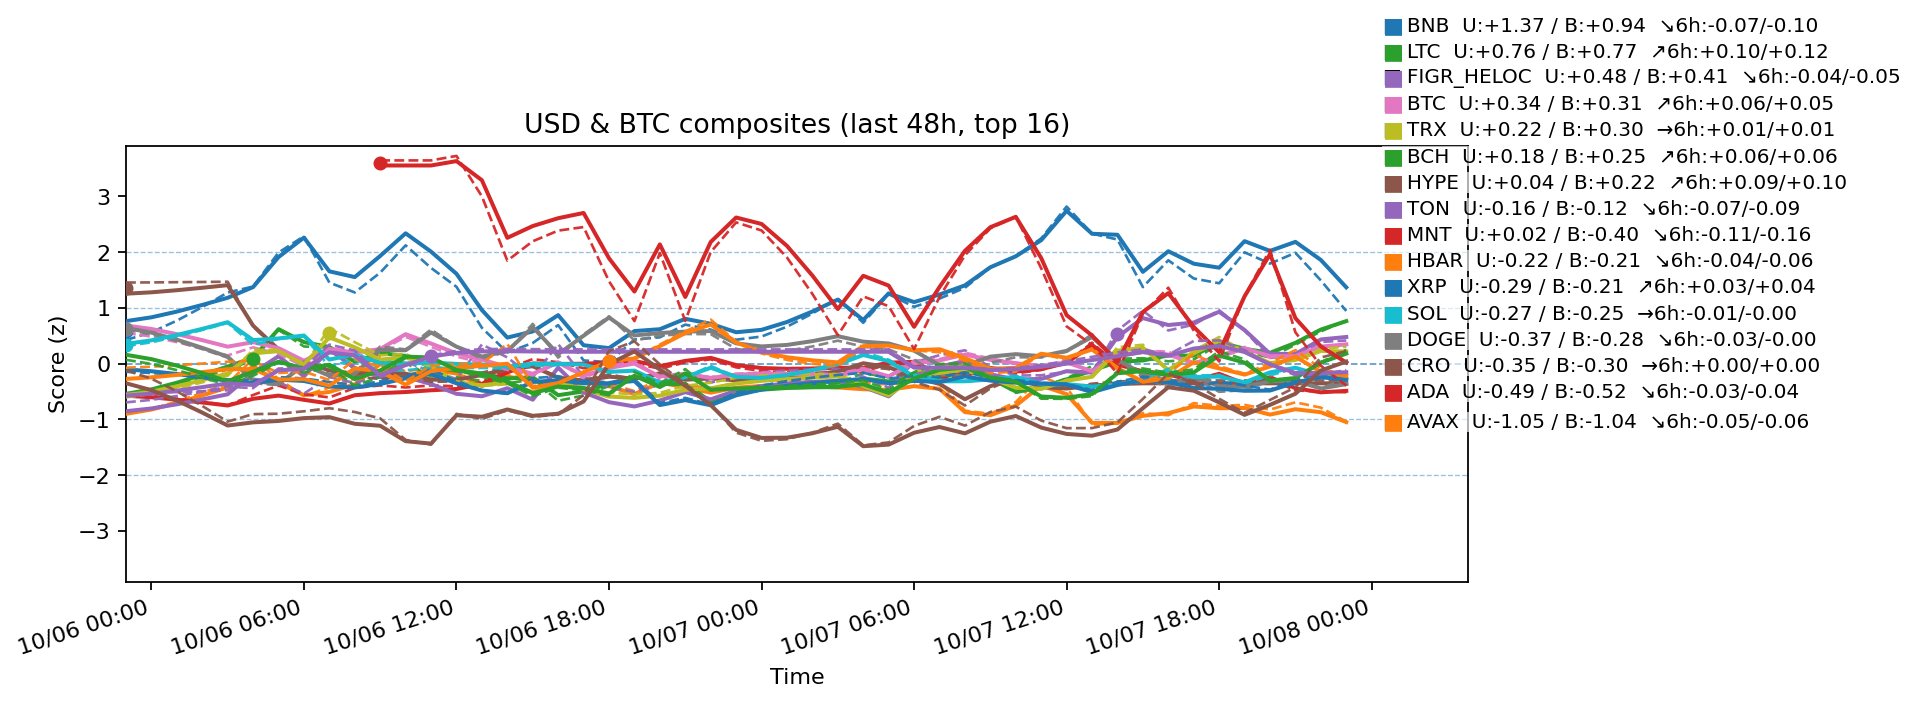 BNB  U:+1.37 / B:+0.94  ↘6h:-0.07/-0.10
LTC  U:+0.76 / B:+0.77  ↗6h:+0.10/+0.12
FIGR_HELOC  U:+0.48 / B:+0.41  ↘6h:-0.04/-0.05
BTC  U:+0.34 / B:+0.31  ↗6h:+0.06/+0.05
TRX  U:+0.22 / B:+0.30  →6h:+0.01/+0.01
BCH  U:+0.18 / B:+0.25  ↗6h:+0.06/+0.06
HYPE  U:+0.04 / B:+0.22  ↗6h:+0.09/+0.10
TON  U:-0.16 / B:-0.12  ↘6h:-0.07/-0.09
MNT  U:+0.02 / B:-0.40  ↘6h:-0.11/-0.16
HBAR  U:-0.22 / B:-0.21  ↘6h:-0.04/-0.06
XRP  U:-0.29 / B:-0.21  ↗6h:+0.03/+0.04
SOL  U:-0.27 / B:-0.25  →6h:-0.01/-0.00
DOGE  U:-0.37 / B:-0.28  ↘6h:-0.03/-0.00
CRO  U:-0.35 / B:-0.30  →6h:+0.00/+0.00
ADA  U:-0.49 / B:-0.52  ↘6h:-0.03/-0.04
AVAX  U:-1.05 / B:-1.04  ↘6h:-0.05/-0.06
USD & BTC composites (last 48h, top 16)
Score (z)
3
2
1
0
−1
−2
−3
10/06 00:00
10/06 06:00
10/06 12:00
10/06 18:00
10/07 00:00
10/07 06:00
10/07 12:00
10/07 18:00
10/08 00:00
Time